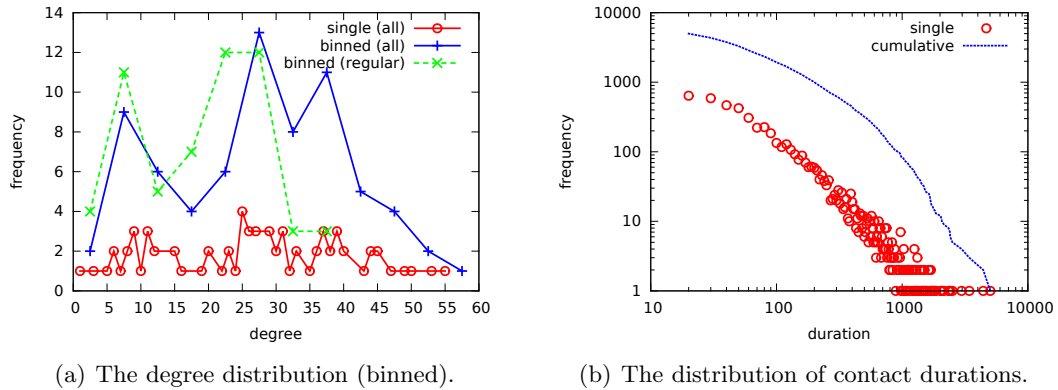 single (all)
binned (all)
binned (regular)
14
12
10
8
6
4
2
0
0 5 10 15 20 25 30 35 40 45 50 55 60
frequency
degree
(a) The degree distribution (binned).
single
cumulative
10000
1000
100
10
1
10 100 1000 10000
frequency
duration
(b) The distribution of contact durations.